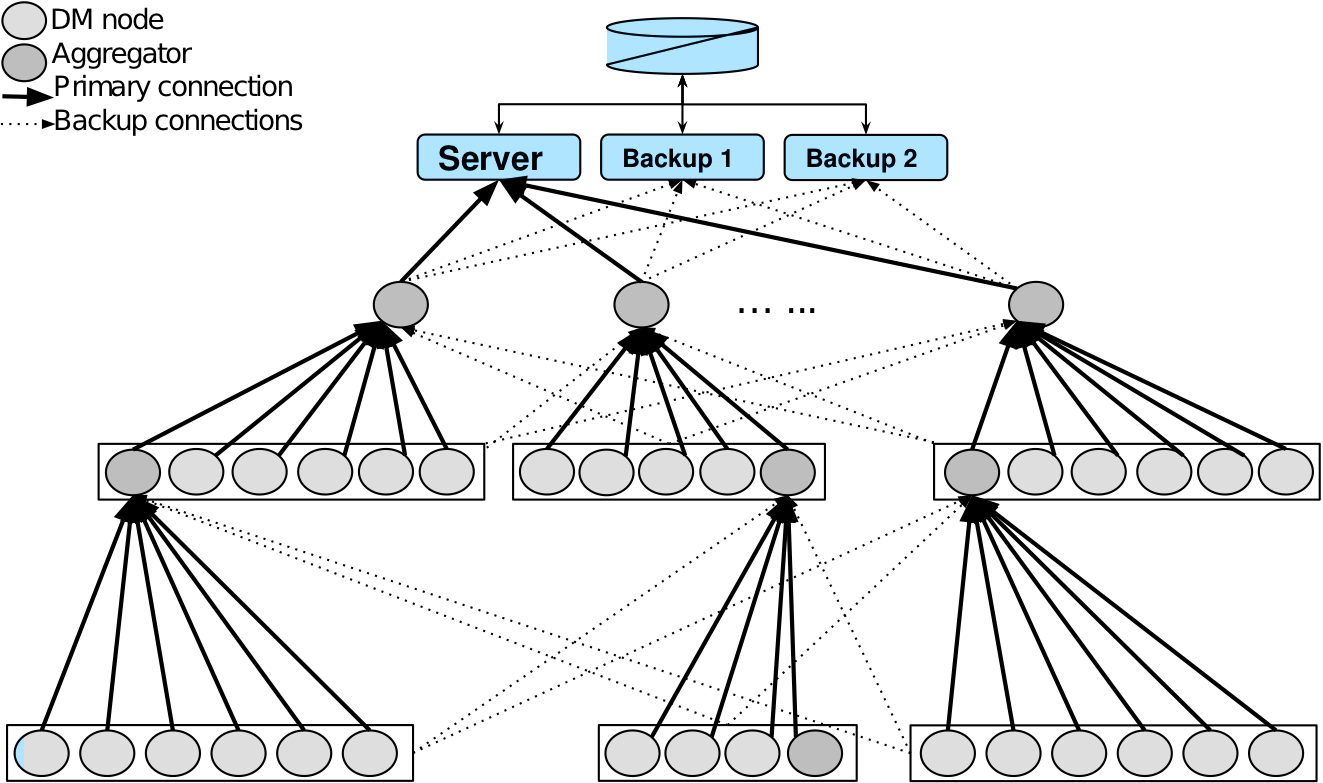 DM node
Aggregator
Primary connection
Backup connections
Server
Backup 1
Backup 2
... ...